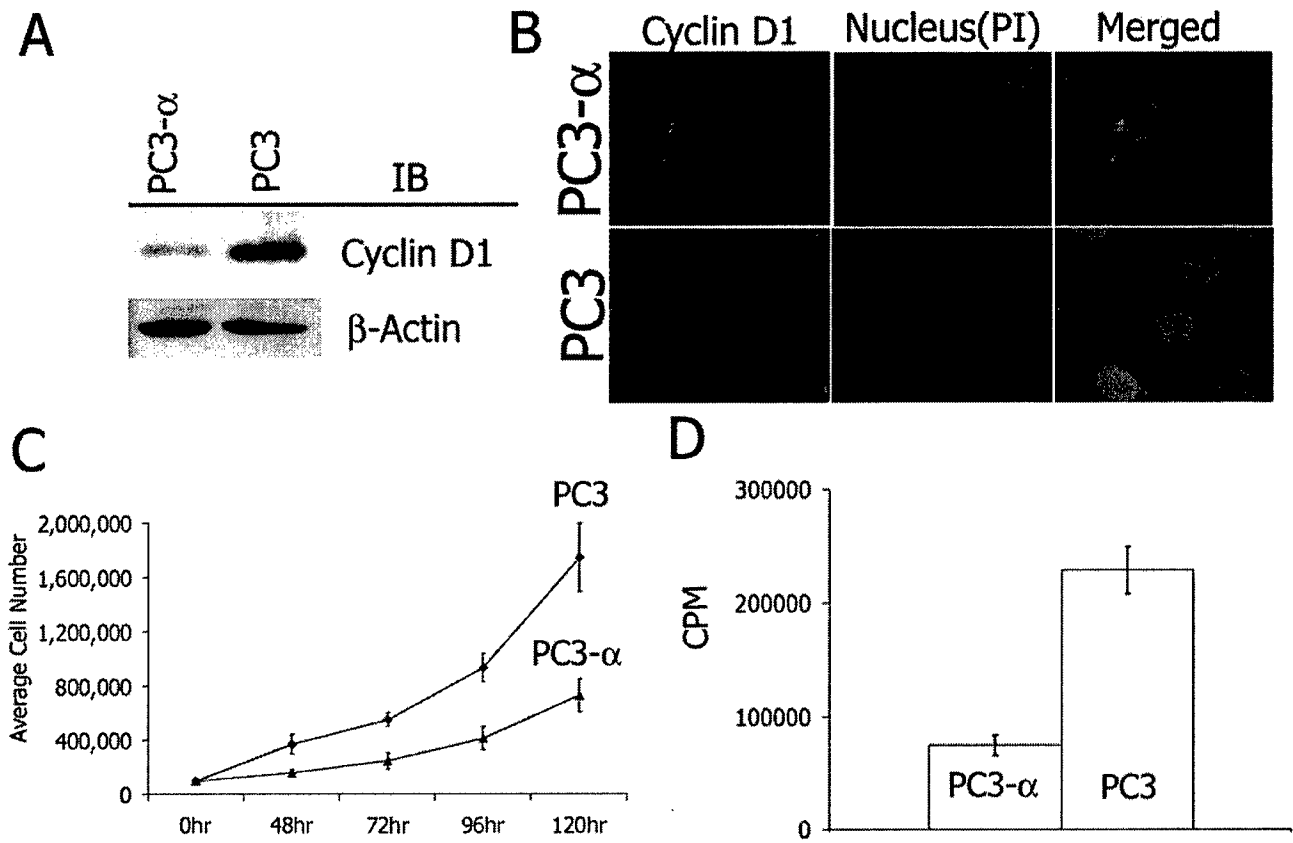 A
PC3-α
PC3
IB
Cyclin D1
β-Actin
B
Cyclin D1
Nucleus(PI)
Merged
PC3-α
PC3
C
Average Cell Number
2,000,000
1,600,000
1,200,000
800,000
400,000
0
0hr
48hr
72hr
96hr
120hr
PC3
PC3-α
D
CPM
300000
200000
100000
0
PC3-α
PC3